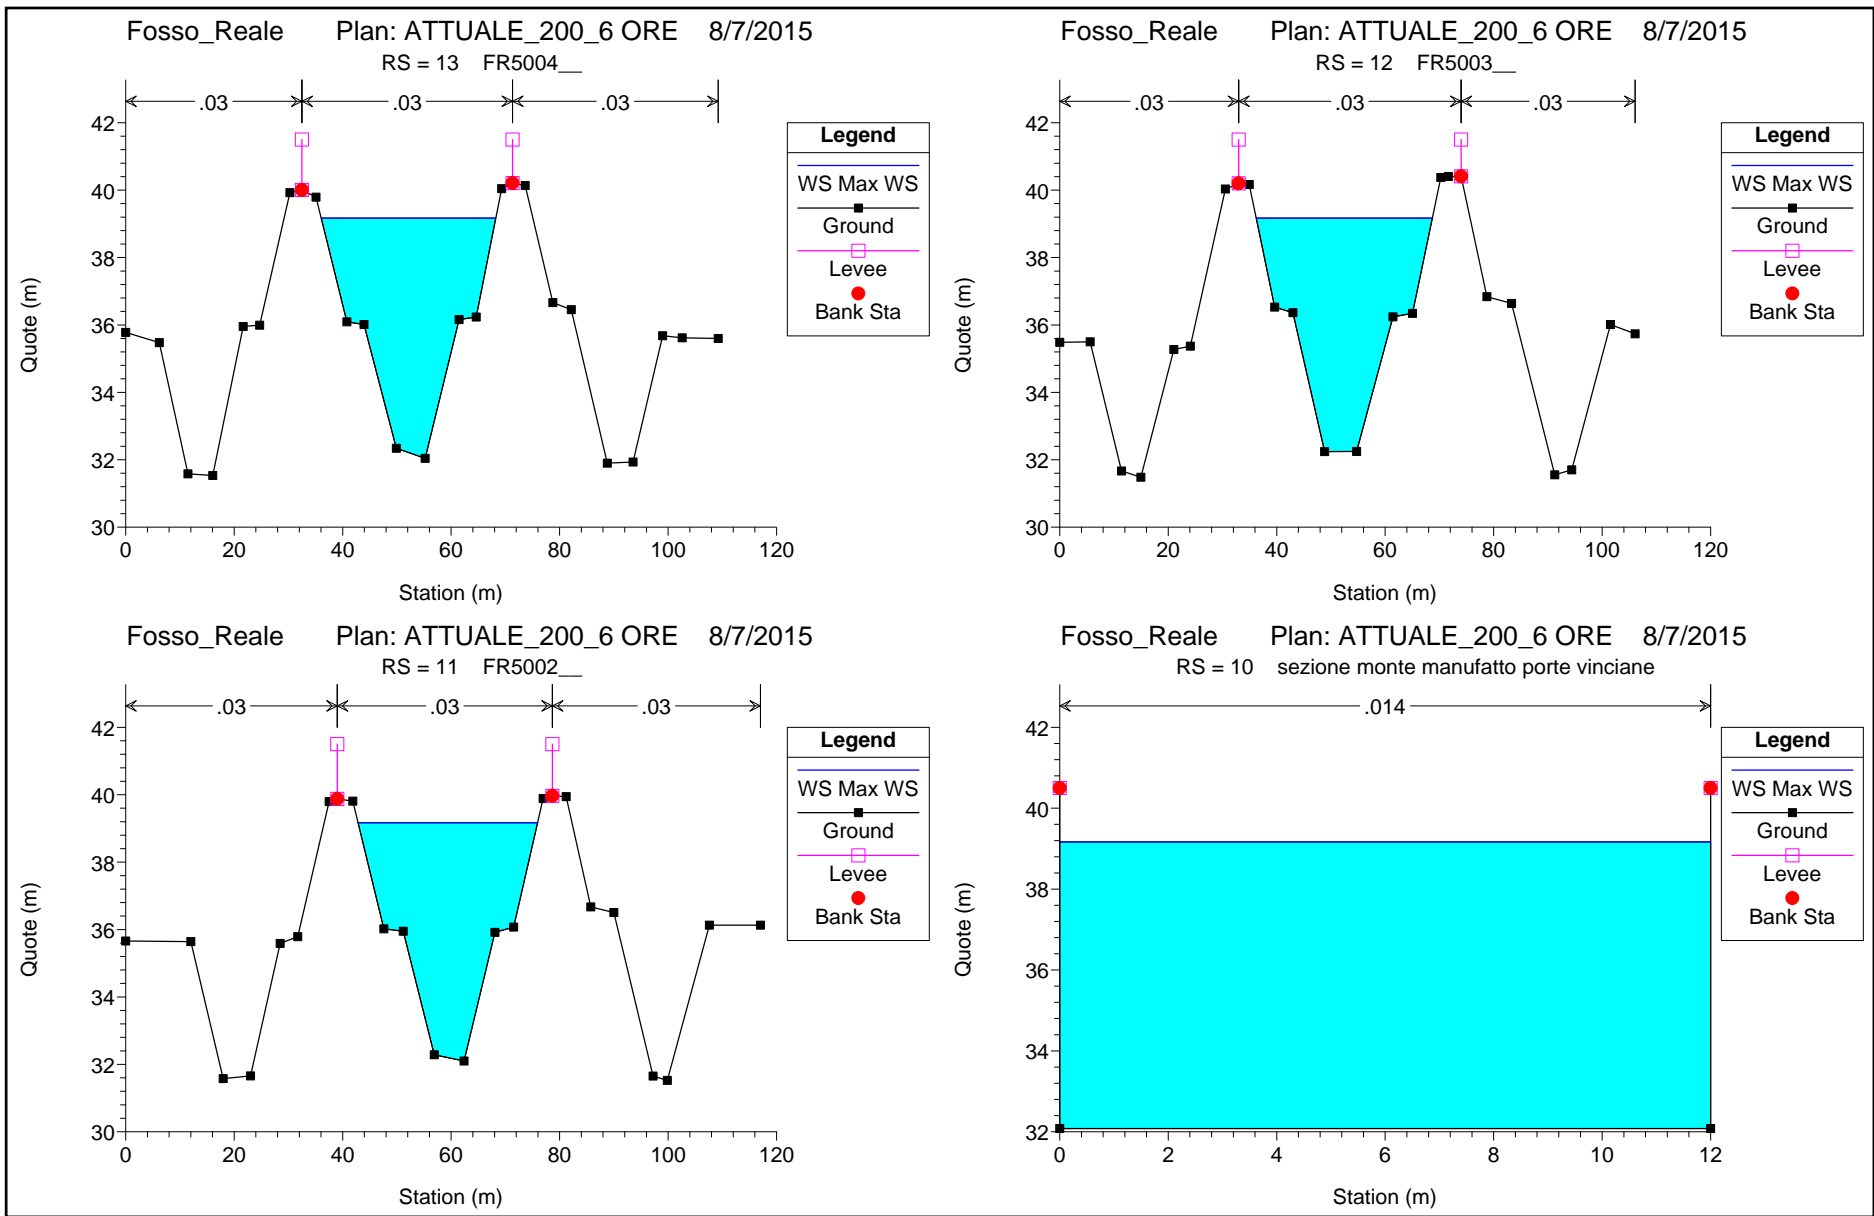 Fosso_Reale Plan: ATTUALE_200_6 ORE 8/7/2015
RS = 13 FR5004__
.03 .03 .03
42
40
38
36
34
32
30
0 20 40 60 80 100 120
Quote (m)
Station (m)
Legend
WS Max WS
Ground
Levee
Bank Sta
Fosso_Reale Plan: ATTUALE_200_6 ORE 8/7/2015
RS = 12 FR5003__
.03 .03 .03
42
40
38
36
34
32
30
0 20 40 60 80 100 120
Quote (m)
Station (m)
Legend
WS Max WS
Ground
Levee
Bank Sta
Fosso_Reale Plan: ATTUALE_200_6 ORE 8/7/2015
RS = 11 FR5002__
.03 .03 .03
42
40
38
36
34
32
30
0 20 40 60 80 100 120
Quote (m)
Station (m)
Legend
WS Max WS
Ground
Levee
Bank Sta
Fosso_Reale Plan: ATTUALE_200_6 ORE 8/7/2015
RS = 10 sezione monte manufatto porte vinciane
.014
42
40
38
36
34
32
0 2 4 6 8 10 12
Quote (m)
Station (m)
Legend
WS Max WS
Ground
Levee
Bank Sta